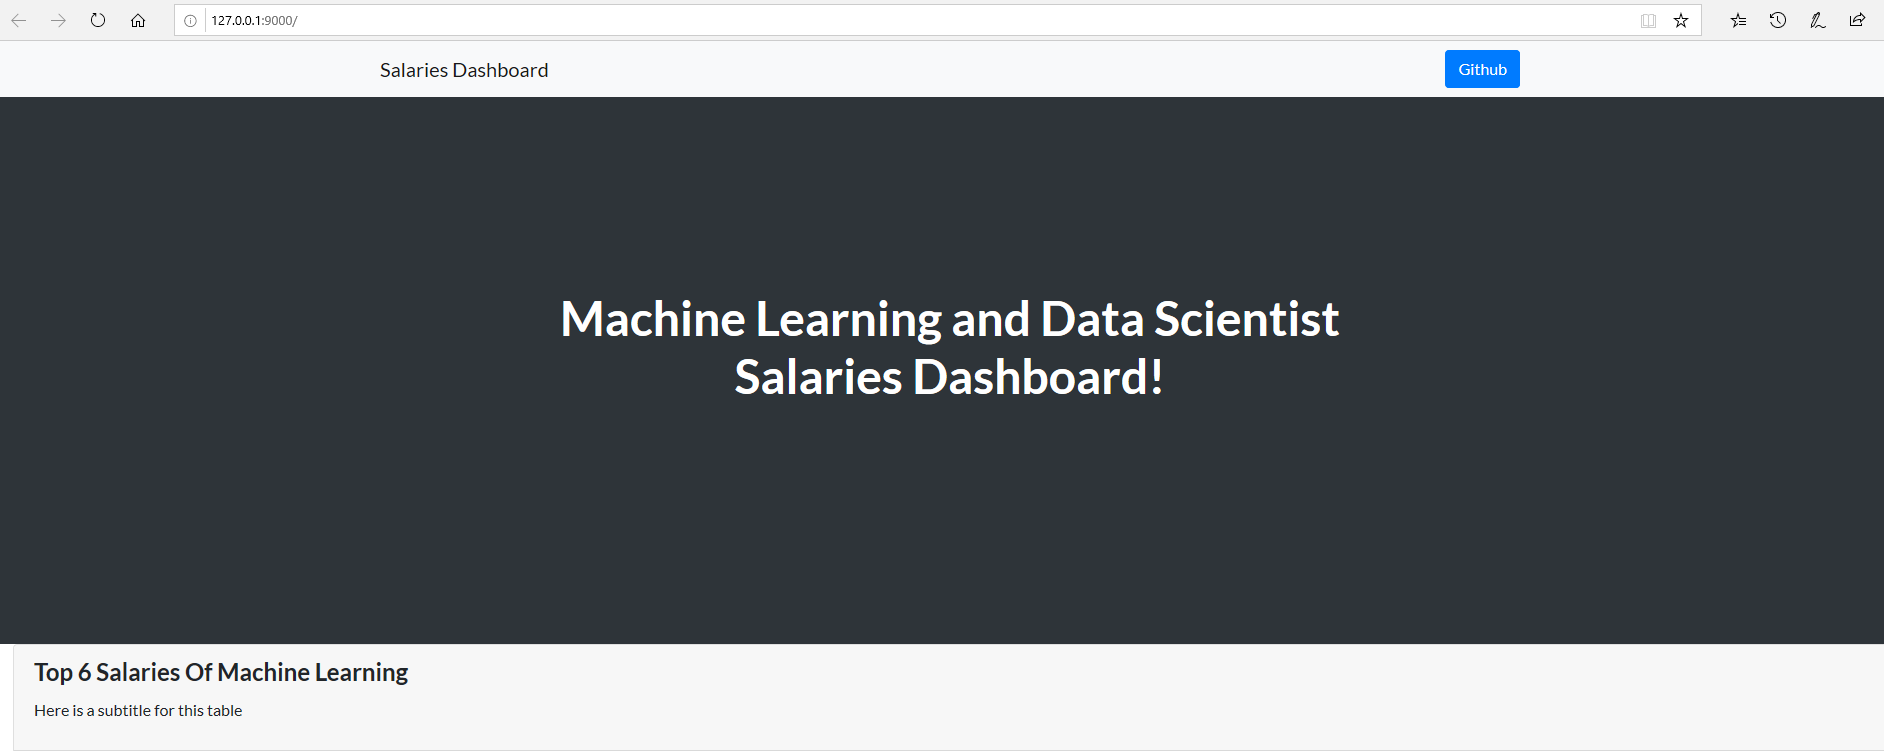 127.0.0.1:9000/
Salaries Dashboard
Github
Machine Learning and Data Scientist
Salaries Dashboard!
Top 6 Salaries Of Machine Learning
Here is a subtitle for this table